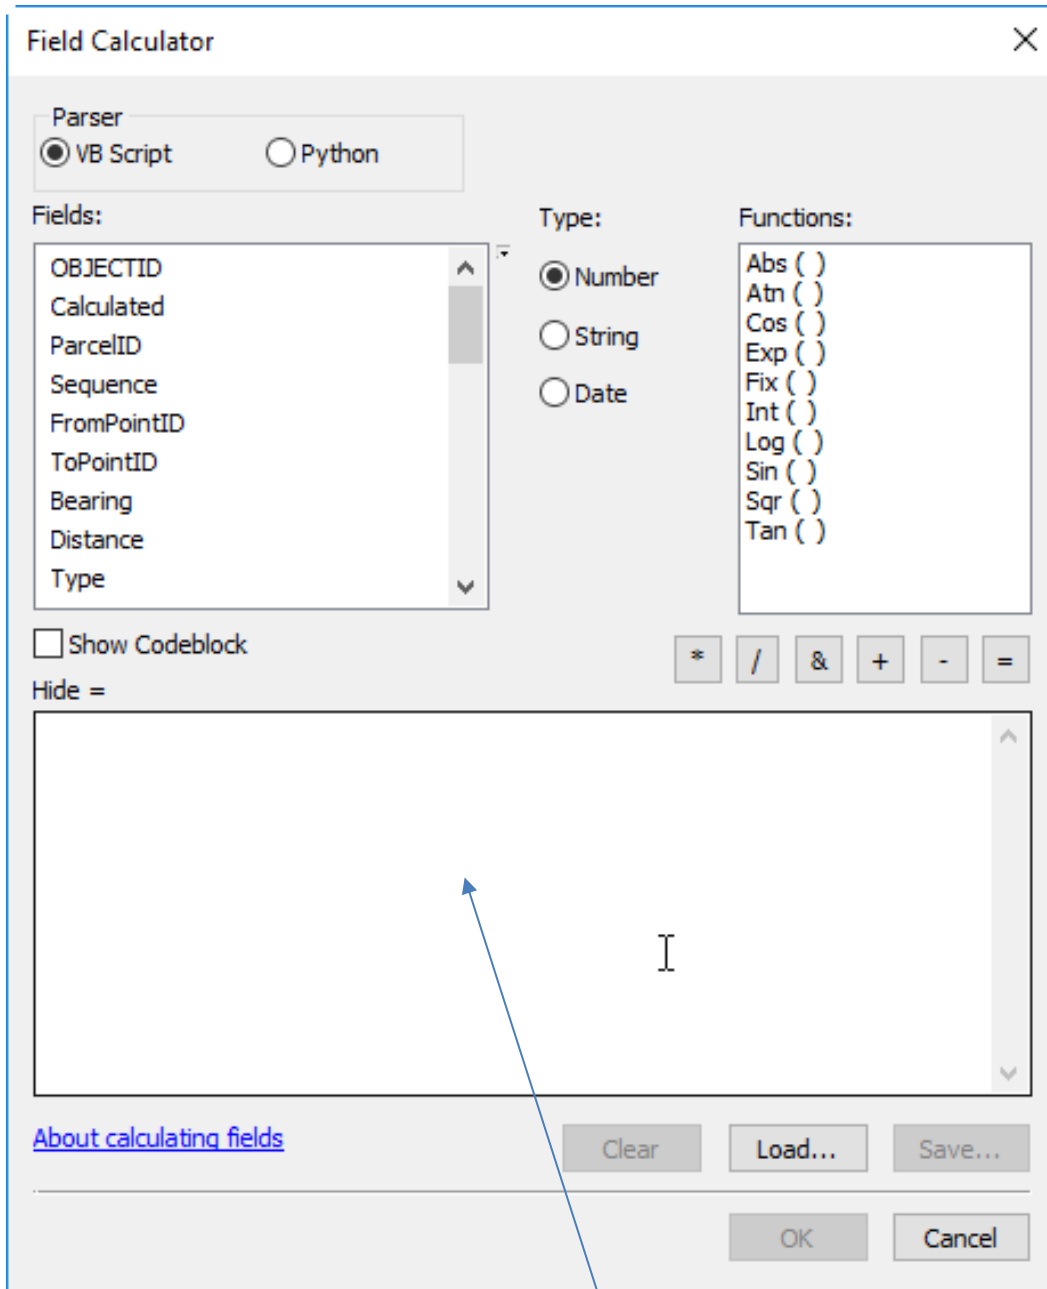 Field Calculator
Parser
VB Script Python
Fields: Type: Functions:
OBJECTID
Calculated
ParcelID
Sequence
FromPointID
ToPointID
Bearing
Distance
Type
Number
String
Date
Abs ( )
Atn ( )
Cos ( )
Exp ( )
Fix ( )
Int ( )
Log ( )
Sin ( )
Sqr ( )
Tan ( )
Show Codeblock
* / & + - =
Hide =
About calculating fields
Clear Load... Save...
OK Cancel